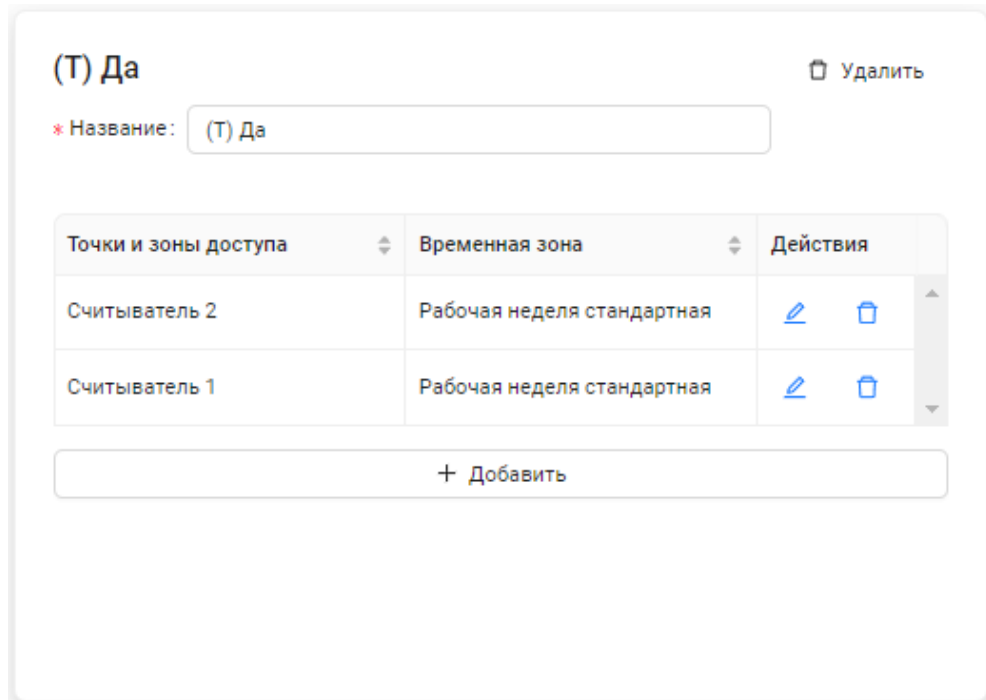 (Т) Да
Удалить
* Название: (Т) Да
Точки и зоны доступа Временная зона Действия
Считыватель 2 Рабочая неделя стандартная
Считыватель 1 Рабочая неделя стандартная
+ Добавить